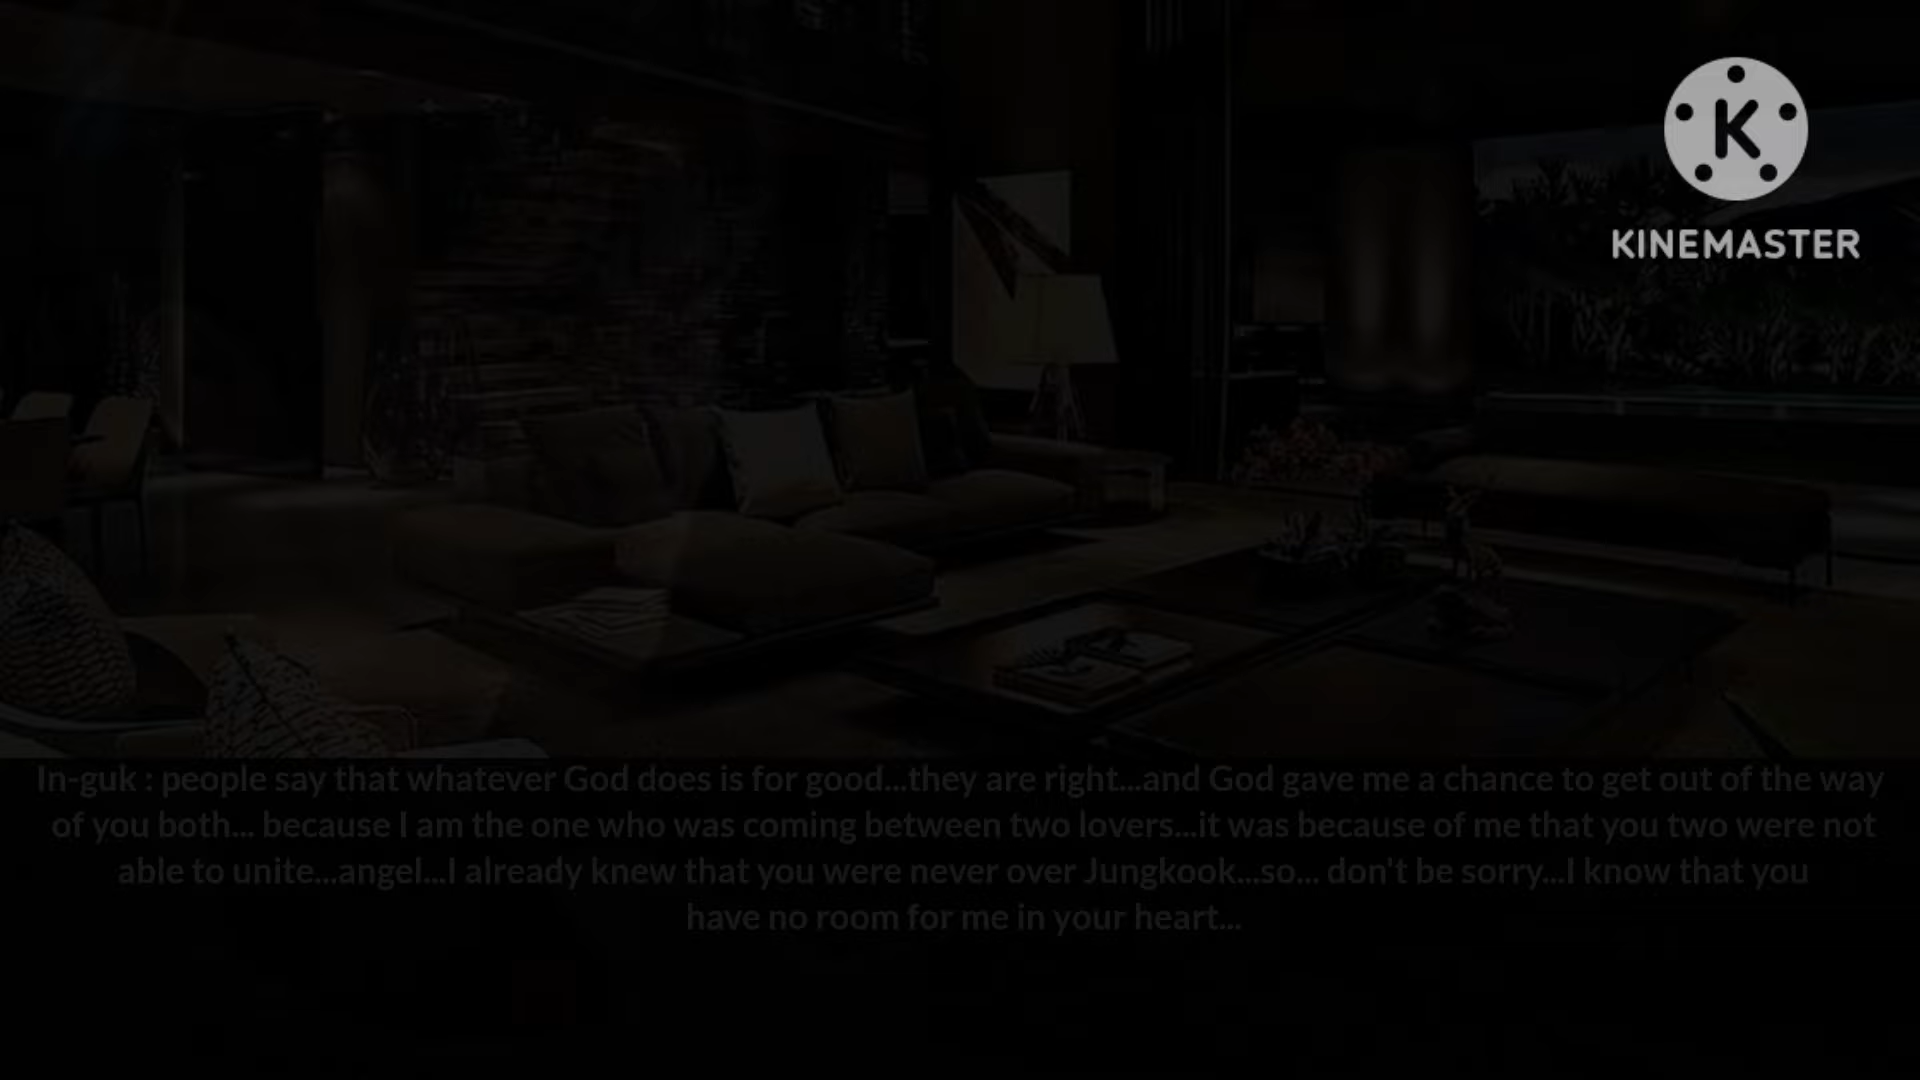 K
KINEMASTER
In-guk : people say that whatever God does is for good...they are right...and God gave me a chance to get out of the way
of you both... because I am the one who was coming between two lovers...it was because of me that you two were not
able to unite...angel...I already knew that you were never over Jungkook...so... don't be sorry...I know that you
have no room for me in your heart...